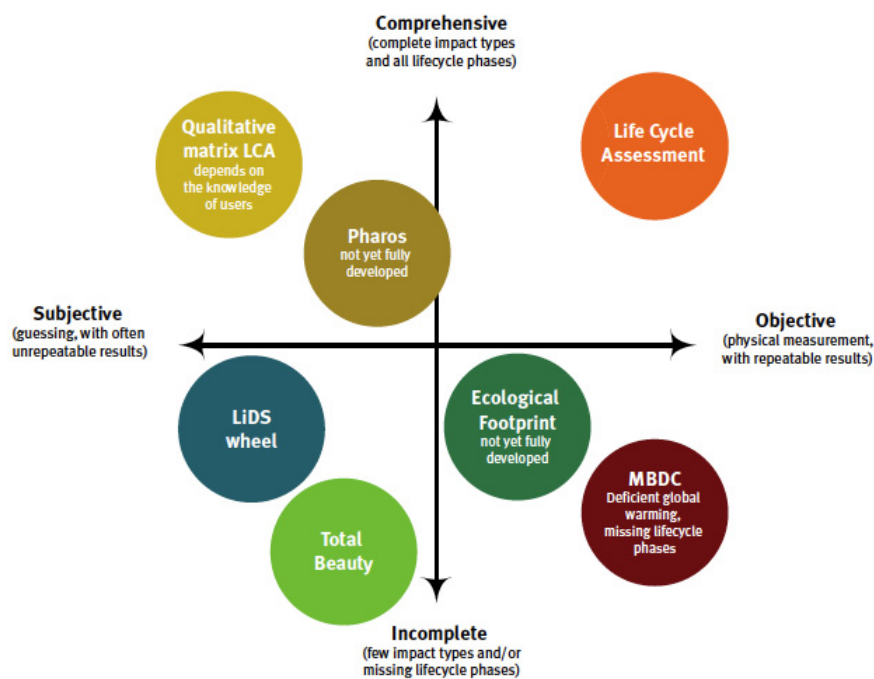 Comprehensive
(complete impact types
and all lifecycle phases)
Qualitative
matrix LCA
depends on
the knowledge
of users
Life Cycle
Assessment
Pharos
not yet fully
developed
Subjective
(guessing, with often
unrepeatable results)
Objective
(physical measurement,
with repeatable results)
LiDS
wheel
Ecological
Footprint
not yet fully
developed
MBDC
Deficient global
warming,
missing lifecycle
phases
Total
Beauty
Incomplete
(few impact types and/or
missing lifecycle phases)